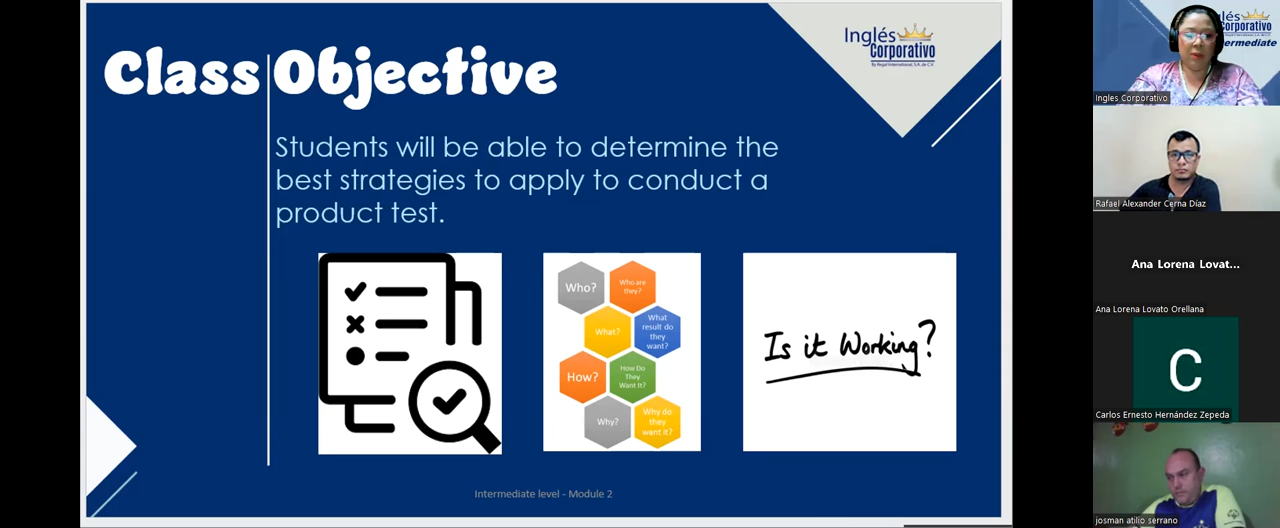 Class Objective
Inglés
Corporativo
By Regal International, S.A. de C.V.
Students will be able to determine the
best strategies to apply to conduct a
product test.
Who?
Who are
they?
What?
What
result do
they
want?
How?
How Do
They
Want It?
Why?
Why do
they
want it?
Is it Working?
Intermediate level - Module 2
Corporativo
Ingles Corporativo
Rafael Alexander Cerna Díaz
Ana Lorena Lovat...
Ana Lorena Lovato Orellana
C
Carlos Ernesto Hernández Zepeda
josman atilio serrano